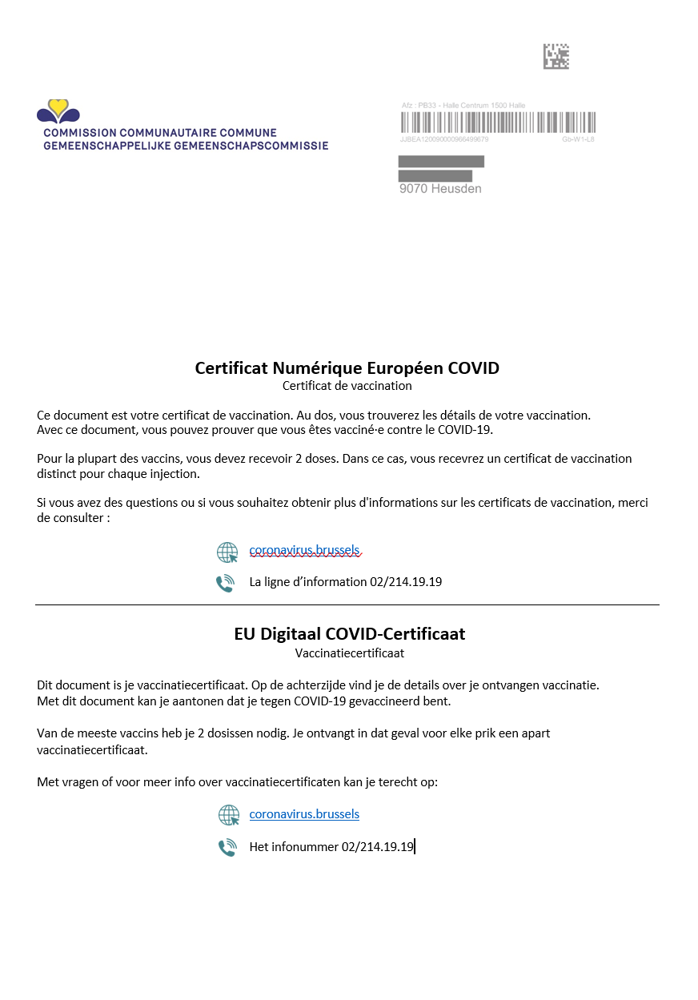 Afz : PB33 - Halle Centrum 1500 Halle
COMMISSION COMMUNAUTAIRE COMMUNE
GEMEENSCHAPPELIJKE GEMEENSCHAPSCOMMISSIE
JJBEA120090000966499679 Gb-W1-L8
9070 Heusden
Certificat Numérique Européen COVID
Certificat de vaccination
Ce document est votre certificat de vaccination. Au dos, vous trouverez les détails de votre vaccination.
Avec ce document, vous pouvez prouver que vous êtes vacciné·e contre le COVID-19.
Pour la plupart des vaccins, vous devez recevoir 2 doses. Dans ce cas, vous recevrez un certificat de vaccination
distinct pour chaque injection.
Si vous avez des questions ou si vous souhaitez obtenir plus d'informations sur les certificats de vaccination, merci
de consulter :
coronavirus.brussels
La ligne d’information 02/214.19.19
EU Digitaal COVID-Certificaat
Vaccinatiecertificaat
Dit document is je vaccinatiecertificaat. Op de achterzijde vind je de details over je ontvangen vaccinatie.
Met dit document kan je aantonen dat je tegen COVID-19 gevaccineerd bent.
Van de meeste vaccins heb je 2 dosissen nodig. Je ontvangt in dat geval voor elke prik een apart
vaccinatiecertificaat.
Met vragen of voor meer info over vaccinatiecertificaten kan je terecht op:
coronavirus.brussels
Het infonummer 02/214.19.19